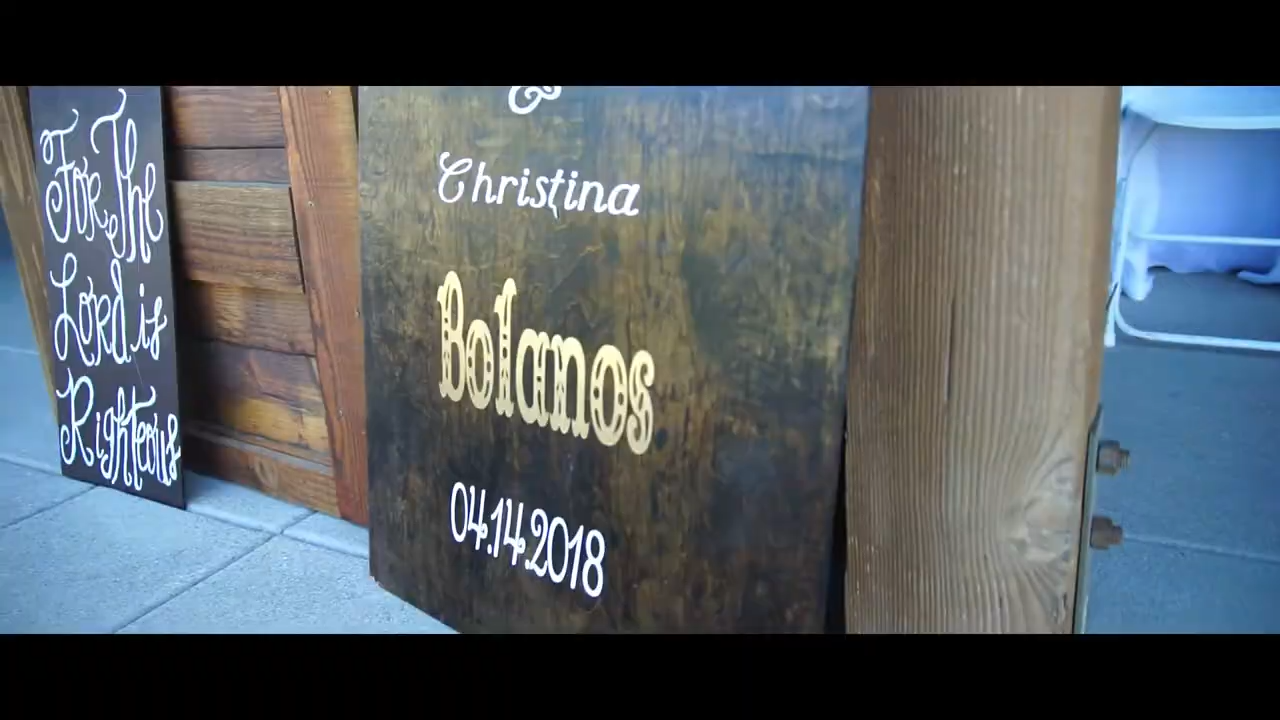 For The
Lord is
Righteous
&
Christina
Bolanos
04.14.2018